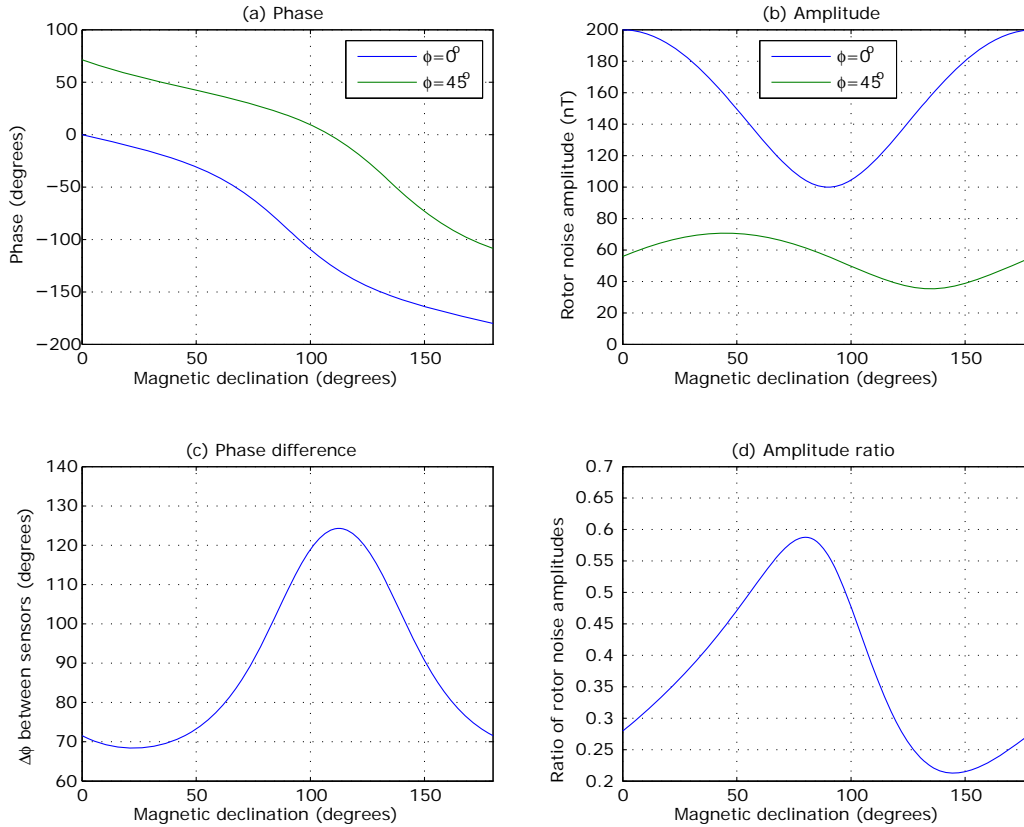 (a) Phase
100
50
0
−50
−100
−150
−200
Phase (degrees)
0 50 100 150
Magnetic declination (degrees)
ϕ=0°
ϕ=45°
(b) Amplitude
200
180
160
140
120
100
80
60
40
20
0
Rotor noise amplitude (nT)
0 50 100 150
Magnetic declination (degrees)
ϕ=0°
ϕ=45°
(c) Phase difference
140
130
120
110
100
90
80
70
60
Δϕ between sensors (degrees)
0 50 100 150
Magnetic declination (degrees)
(d) Amplitude ratio
0.7
0.65
0.6
0.55
0.5
0.45
0.4
0.35
0.3
0.25
0.2
Ratio of rotor noise amplitudes
0 50 100 150
Magnetic declination (degrees)